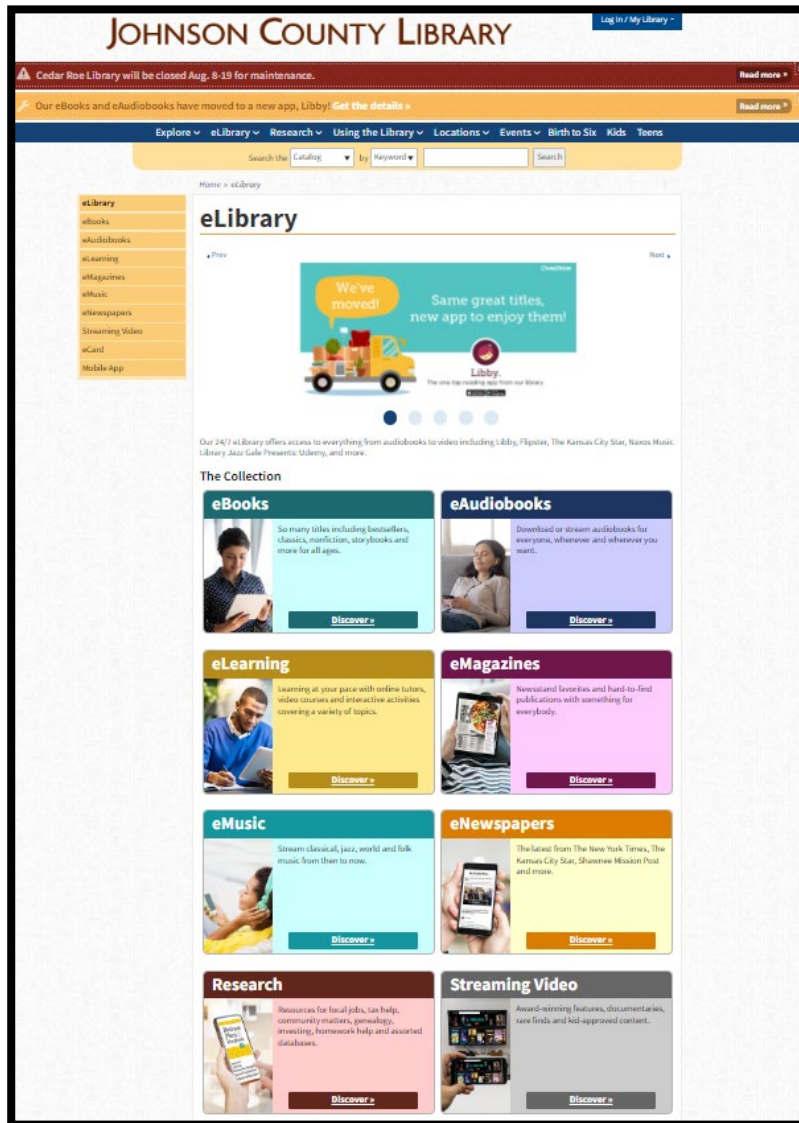 JOHNSON COUNTY LIBRARY
Log In / My Library
Cedar Roe Library will be closed Aug. 8-19 for maintenance.
Read more »
Our eBooks and eAudiobooks have moved to a new app, Libby! Get the details »
Read more »
Explore eLibrary Research Using the Library Locations Events Birth to Six Kids Teens
Search the Catalog by Keyword Search
Home » eLibrary
eLibrary
eBooks
eAudiobooks
eLearning
eMagazines
eMusic
eNewspapers
Streaming Video
eCard
Mobile App
eLibrary
Prev
Next
OverDrive
We've
moved!
Same great titles,
new app to enjoy them!
Libby.
The one-tap reading app from our library.
Our 24/7 eLibrary offers access to everything from audiobooks to video including Libby, Flipster, The Kansas City Star, Naxos Music
Library Jazz Gale Presents: Udemy, and more.
The Collection
eBooks
So many titles including bestsellers,
classics, nonfiction, storybooks and
more for all ages.
Discover »
eAudiobooks
Download or stream audiobooks for
everyone, whenever and wherever you
want.
Discover »
eLearning
Learning at your pace with online tutors,
video courses and interactive activities
covering a variety of topics.
Discover »
eMagazines
Newsstand favorites and hard-to-find
publications with something for
everybody.
Discover »
eMusic
Stream classical, jazz, world and folk
music from then to now.
Discover »
eNewspapers
The latest from The New York Times, The
Kansas City Star, Shawnee Mission Post
and more.
Discover »
Research
Resources for local jobs, tax help,
community matters, genealogy,
investing, homework help and assorted
databases.
Discover »
Streaming Video
Award-winning features, documentaries,
rare finds and kid-approved content.
Discover »